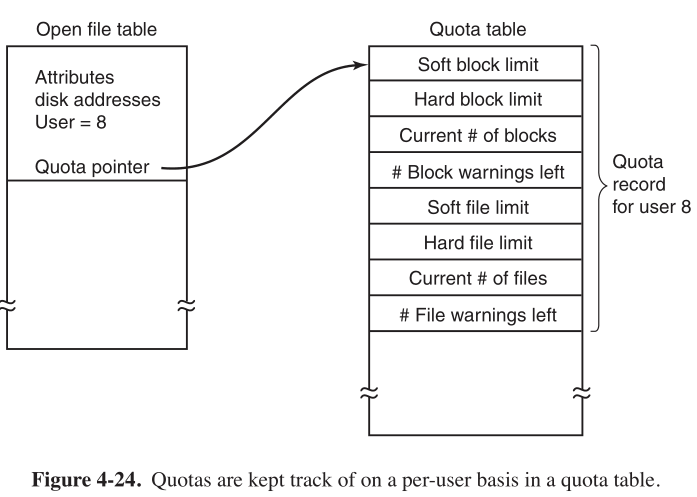 Open file table
Attributes
disk addresses
User = 8
Quota pointer
Quota table
Soft block limit
Hard block limit
Current # of blocks
# Block warnings left
Soft file limit
Hard file limit
Current # of files
# File warnings left
Quota
record
for user 8
Figure 4-24. Quotas are kept track of on a per-user basis in a quota table.